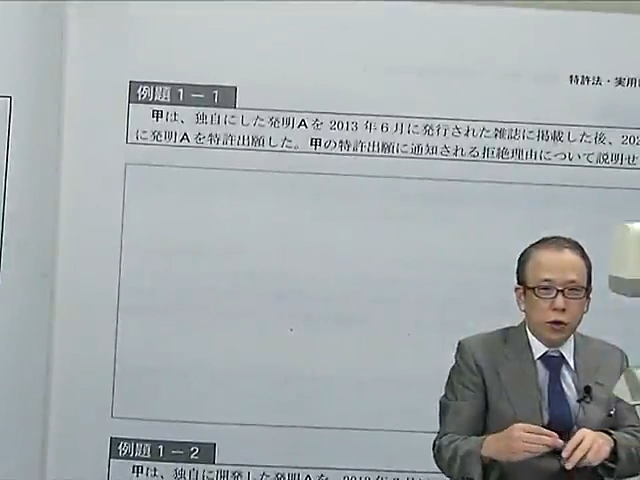 特許法・実用
例題1-1
甲は、独自にした発明Aを2013年6月に発行された雑誌に掲載した後、202
に発明Aを特許出願した。甲の特許出願に通知される拒絶理由について説明せ
例題1-2
甲は、独自に開発した発明Aを